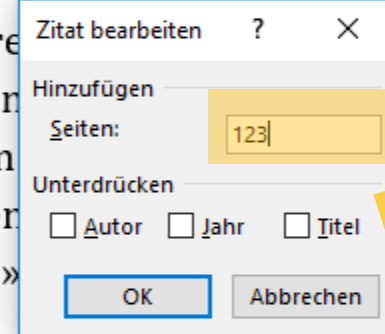 Zitat bearbeiten ? ×
Hinzufügen
Seiten: 123
Unterdrücken
Autor Jahr Titel
»
OK Abbrechen